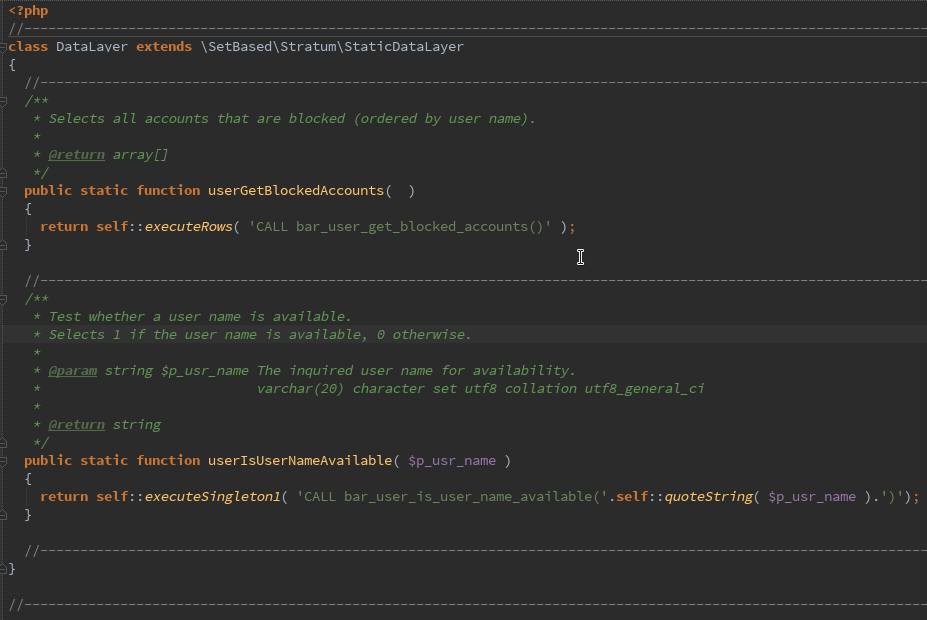 <?php
//------------------------------------------------------------------------------------------------------------------
class DataLayer extends \SetBased\Stratum\StaticDataLayer
{
  //----------------------------------------------------------------------------------------------------------------
  /**
   * Selects all accounts that are blocked (ordered by user name).
   *
   * @return array[]
   */
  public static function userGetBlockedAccounts(  )
  {
    return self::executeRows( 'CALL bar_user_get_blocked_accounts()' );
  }

  //----------------------------------------------------------------------------------------------------------------
  /**
   * Test whether a user name is available.
   * Selects 1 if the user name is available, 0 otherwise.
   *
   * @param string $p_usr_name The inquired user name for availability.
   *                           varchar(20) character set utf8 collation utf8_general_ci
   *
   * @return string
   */
  public static function userIsUserNameAvailable( $p_usr_name )
  {
    return self::executeSingleton1( 'CALL bar_user_is_user_name_available('.self::quoteString( $p_usr_name ).')');
  }

  //----------------------------------------------------------------------------------------------------------------
}

//------------------------------------------------------------------------------------------------------------------